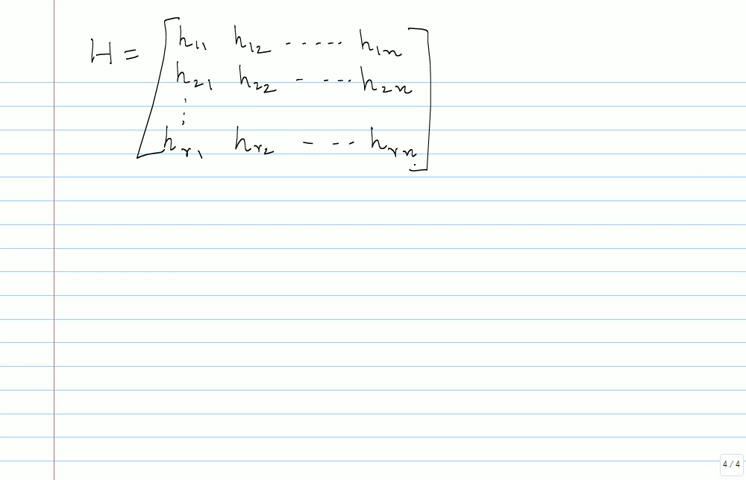 H = [ h₁₁ h₁₂ ------ h₁ₙ
h₂₁ h₂₂ - --- h₂ₙ
⋮
hᵣ₁ hᵣ₂ - --- hᵣₙ ]
4 / 4